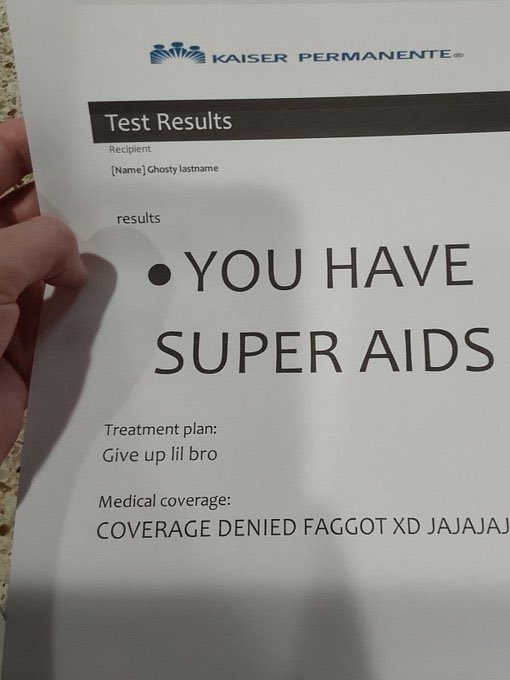 KAISER PERMANENTE®
Test Results
Recipient
[Name] Ghosty lastname
results
• YOU HAVE
SUPER AIDS
Treatment plan:
Give up lil bro
Medical coverage:
COVERAGE DENIED FAGGOT XD JAJAJAJ